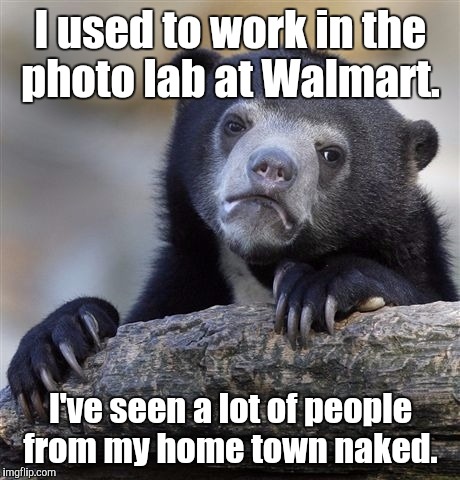 I used to work in the
photo lab at Walmart.
I've seen a lot of people
from my home town naked.
imgflip.com